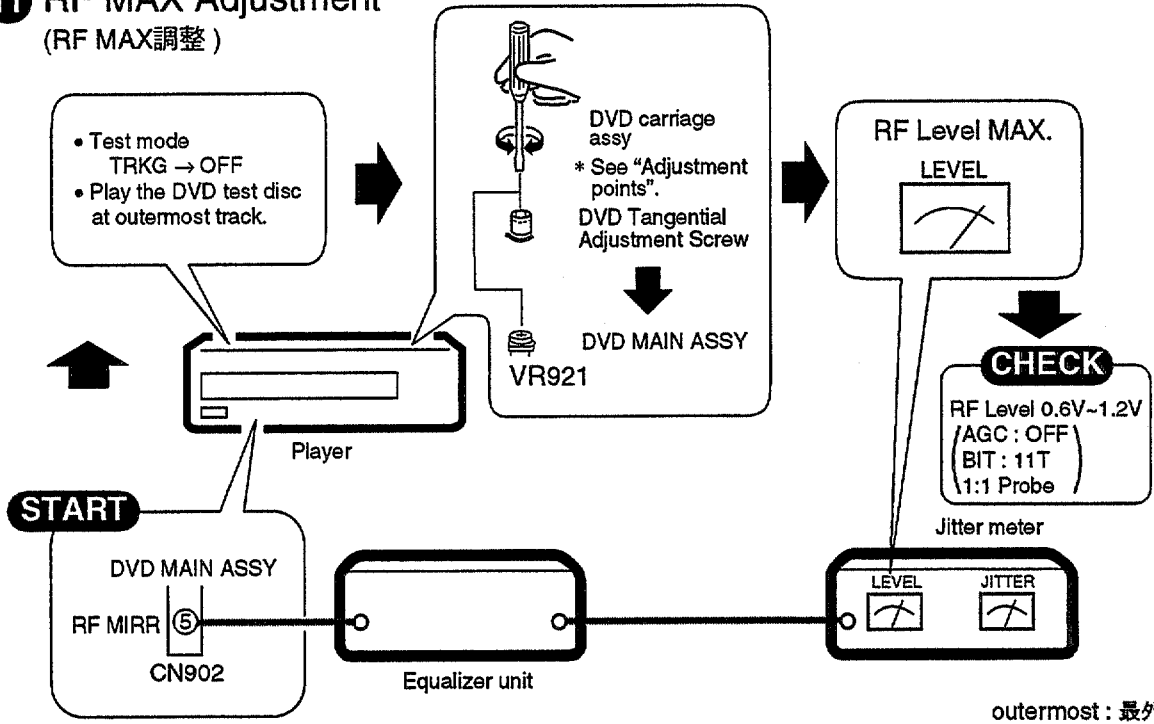 RF MAX Adjustment
(RF MAX調整 )
• Test mode
TRKG → OFF
• Play the DVD test disc
at outermost track.
DVD carriage
assy
* See “Adjustment
points”.
DVD Tangential
Adjustment Screw
DVD MAIN ASSY
VR921
RF Level MAX.
LEVEL
CHECK
RF Level 0.6V~1.2V
(AGC : OFF
BIT : 11T
1:1 Probe )
Player
START
DVD MAIN ASSY
RF MIRR ⑤
CN902
Equalizer unit
Jitter meter
LEVEL JITTER
outermost : 最